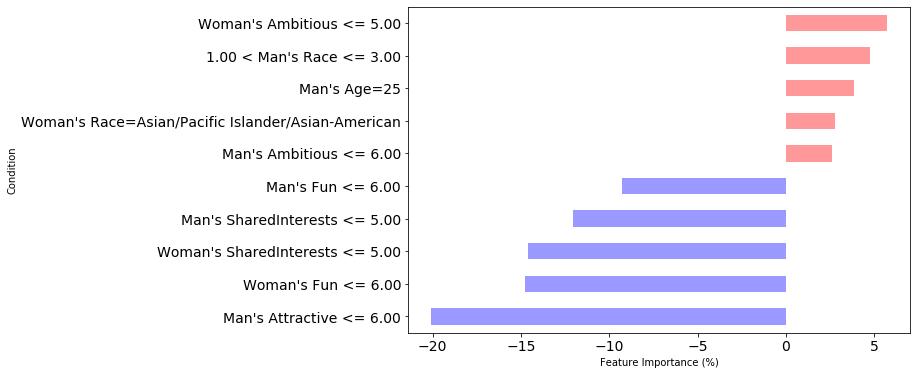 Woman's Ambitious <= 5.00
1.00 < Man's Race <= 3.00
Man's Age=25
Woman's Race=Asian/Pacific Islander/Asian-American
Man's Ambitious <= 6.00
Man's Fun <= 6.00
Man's SharedInterests <= 5.00
Woman's SharedInterests <= 5.00
Woman's Fun <= 6.00
Man's Attractive <= 6.00
Condition
−20 −15 −10 −5 0 5
Feature Importance (%)